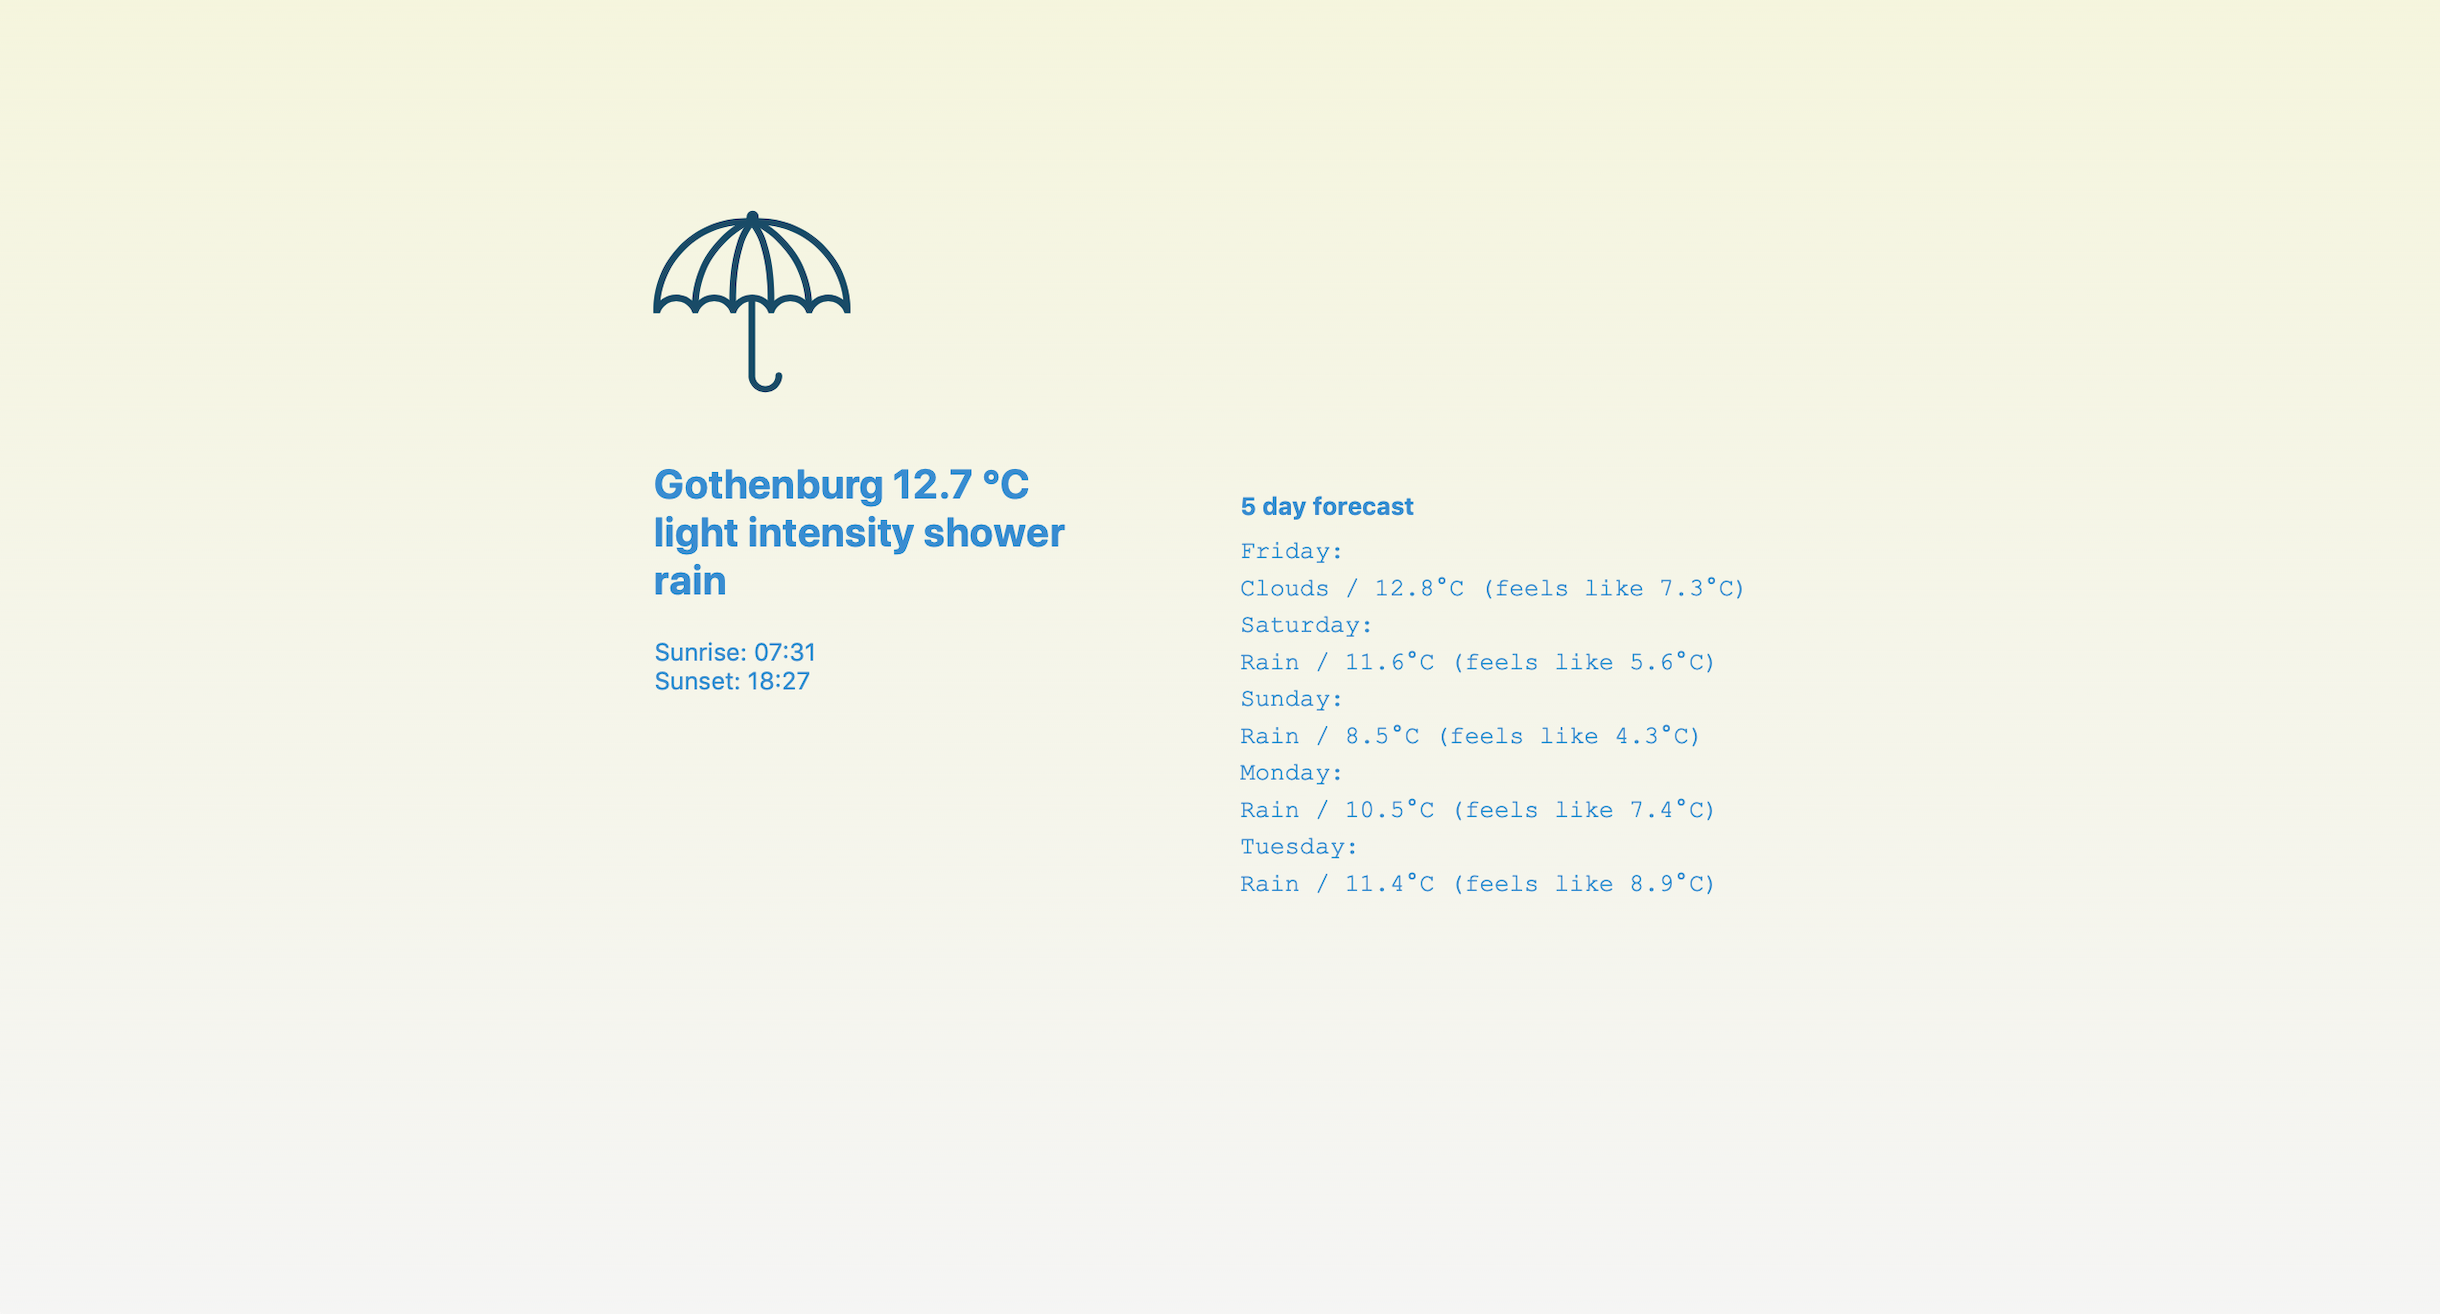 Gothenburg 12.7 °C
light intensity shower
rain
Sunrise: 07:31
Sunset: 18:27
5 day forecast
Friday:
Clouds / 12.8°C (feels like 7.3°C)
Saturday:
Rain / 11.6°C (feels like 5.6°C)
Sunday:
Rain / 8.5°C (feels like 4.3°C)
Monday:
Rain / 10.5°C (feels like 7.4°C)
Tuesday:
Rain / 11.4°C (feels like 8.9°C)